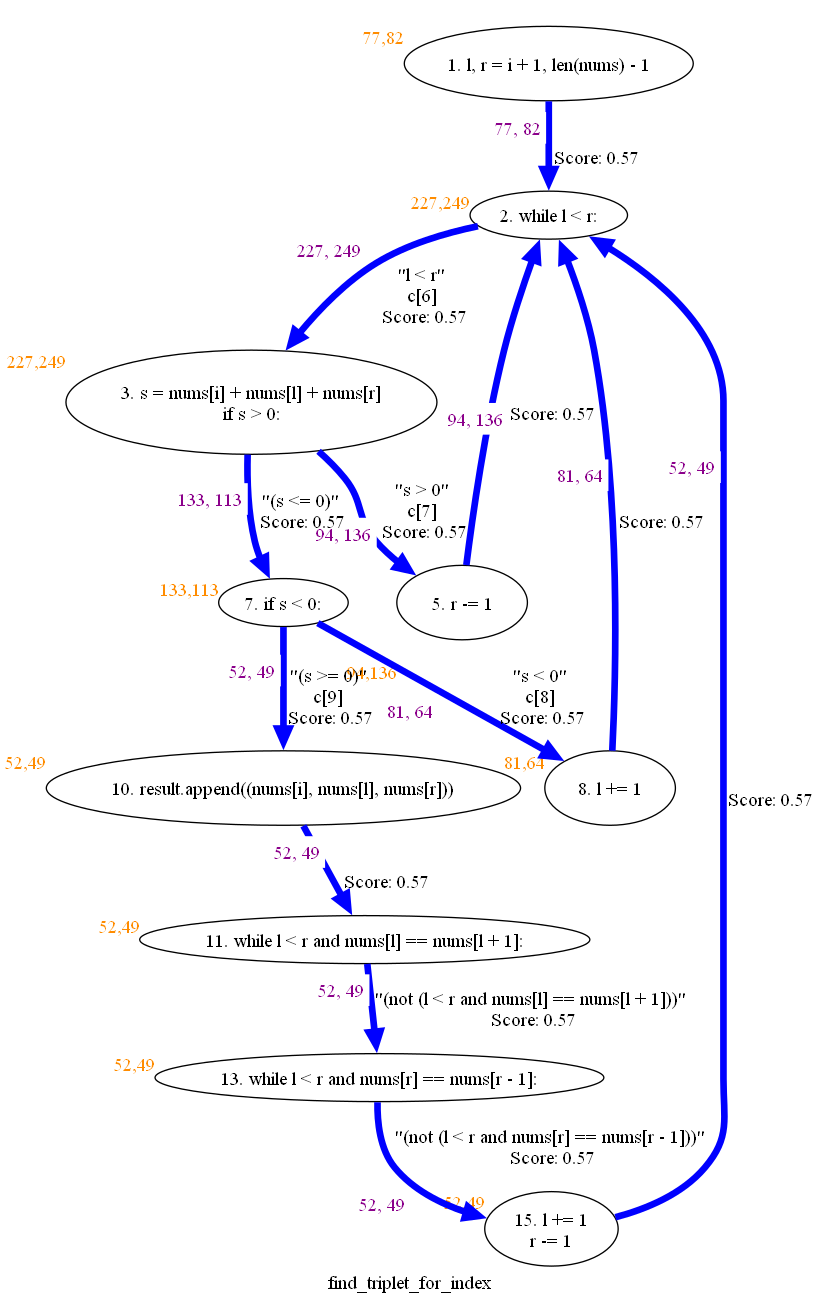 77,82
1. l, r = i + 1, len(nums) - 1
77, 82
Score: 0.57
227,249
2. while l < r:
227, 249
"l < r"
c[6]
Score: 0.57
227,249
3. s = nums[i] + nums[l] + nums[r]
if s > 0:
94, 136
Score: 0.57
81, 64
52, 49
133, 113
"(s <= 0)"
Score: 0.57
94, 136
"s > 0"
c[7]
Score: 0.57
Score: 0.57
133,113
7. if s < 0:
5. r -= 1
94,136
52, 49
"(s >= 0)"
c[9]
Score: 0.57
81, 64
"s < 0"
c[8]
Score: 0.57
52,49
10. result.append((nums[i], nums[l], nums[r]))
81,64
8. l += 1
Score: 0.57
52, 49
Score: 0.57
52,49
11. while l < r and nums[l] == nums[l + 1]:
52, 49
"(not (l < r and nums[l] == nums[l + 1]))"
Score: 0.57
52,49
13. while l < r and nums[r] == nums[r - 1]:
"(not (l < r and nums[r] == nums[r - 1]))"
Score: 0.57
52, 49
52,49
15. l += 1
r -= 1
find_triplet_for_index